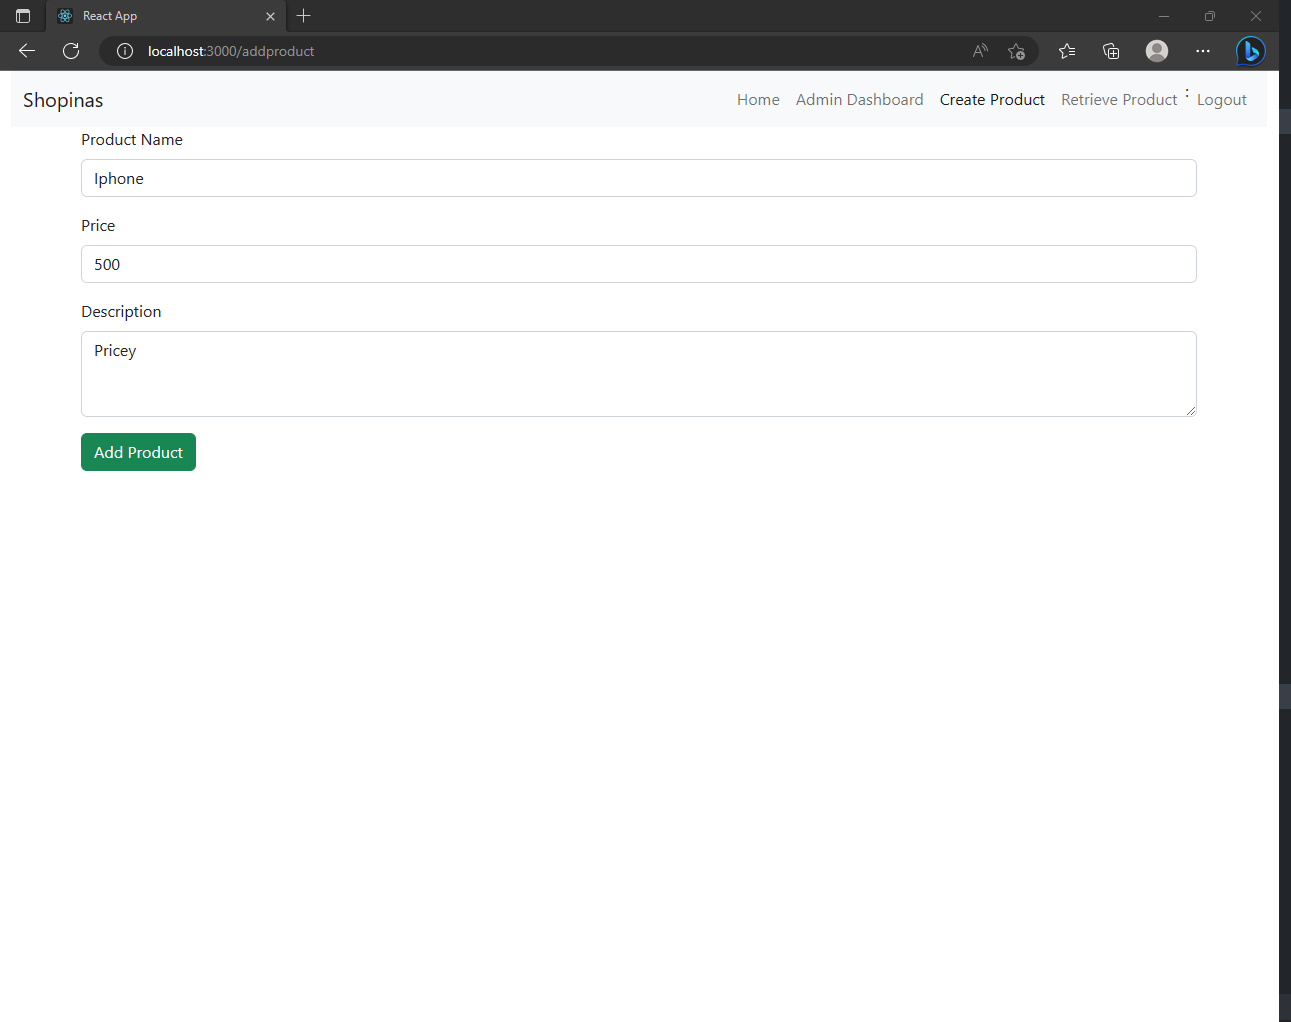 React App
localhost:3000/addproduct
Shopinas Home Admin Dashboard Create Product Retrieve Product : Logout
Product Name
Iphone
Price
500
Description
Pricey
Add Product